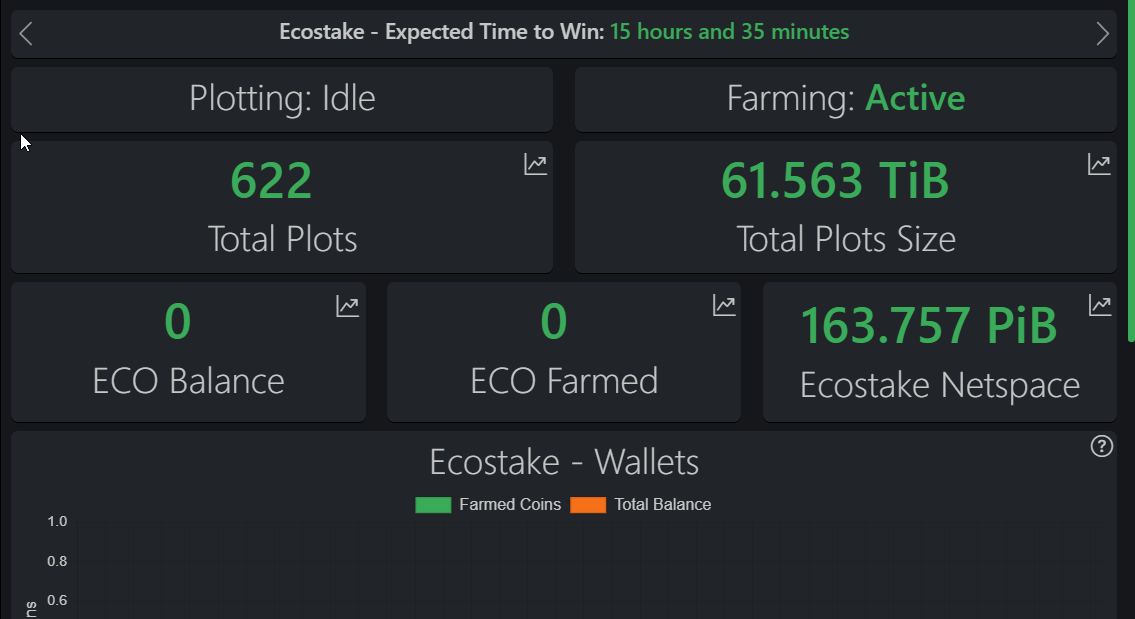 Ecostake - Expected Time to Win: 15 hours and 35 minutes
Plotting: Idle
Farming: Active
622
Total Plots
61.563 TiB
Total Plots Size
0
ECO Balance
0
ECO Farmed
163.757 PiB
Ecostake Netspace
Ecostake - Wallets
Farmed Coins
Total Balance
1.0
0.8
0.6